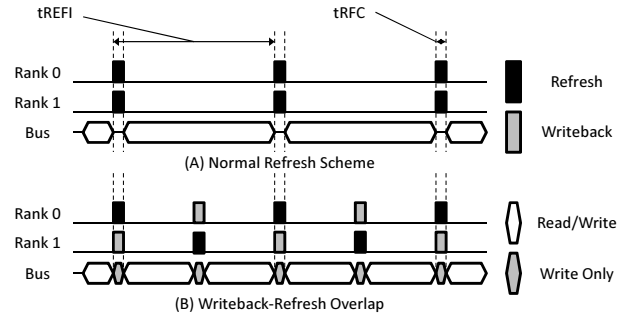 tREFI
tRFC
Rank 0
Rank 1
Bus
(A) Normal Refresh Scheme
Rank 0
Rank 1
Bus
(B) Writeback-Refresh Overlap
Refresh
Writeback
Read/Write
Write Only